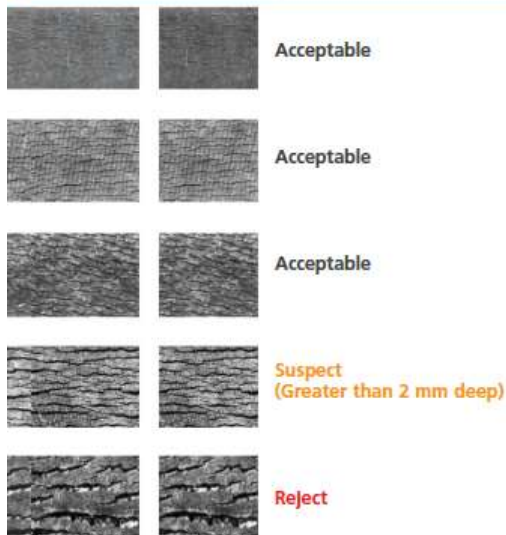 Acceptable
Acceptable
Acceptable
Suspect
(Greater than 2 mm deep)
Reject